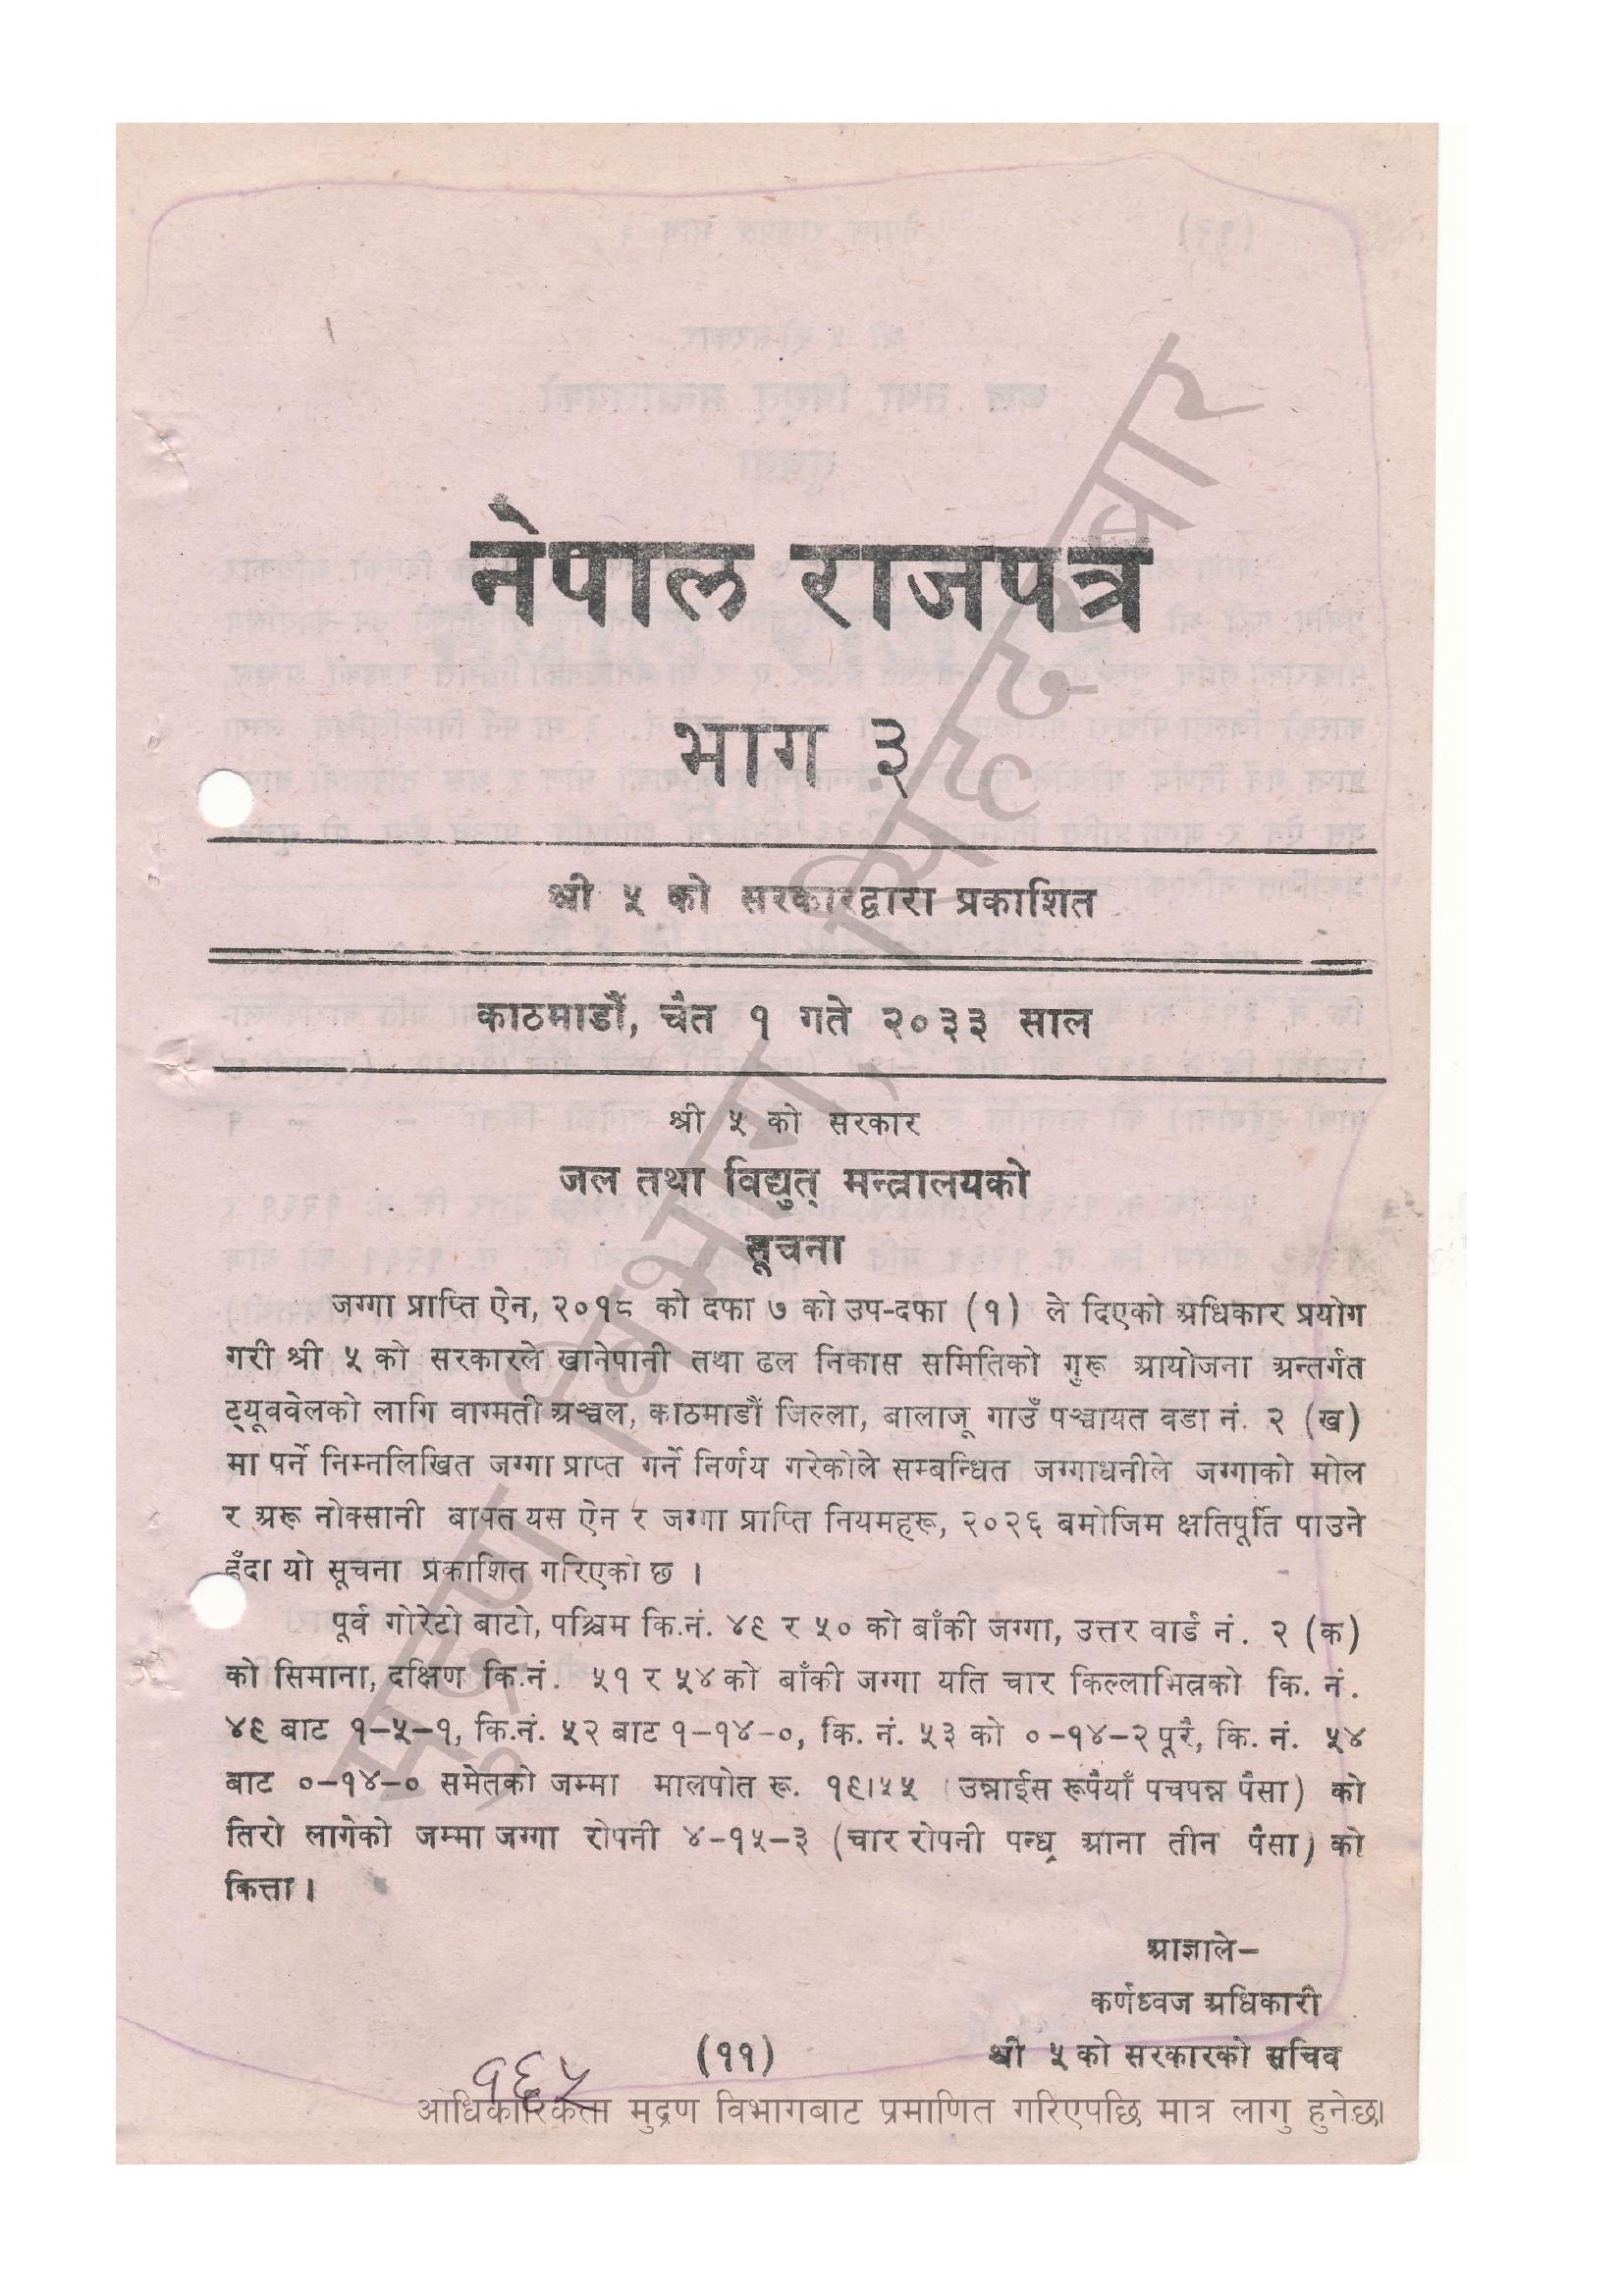 नेपाल राजपत्र
भाग ३
श्री ५ को सरकारद्वारा प्रकाशित
काठमाडौं, चैत १ गते २०३३ साल
श्री ५ को सरकार
जल तथा विद्युत् मन्त्रालयको
सूचना
जग्गा प्राप्ति ऐन, २०१८ को दफा ७ को उप-दफा (१) ले दिएको अधिकार प्रयोग
गरी श्री ५ को सरकारले खानेपानी तथा ढल निकास समितिको गुरू आयोजना अन्तर्गत
ट्यूववेलको लागि वाग्मती अञ्चल, काठमाडौं जिल्ला, बालाजू गाउँ पञ्चायत वडा नं. २ (ख)
मा पर्ने निम्नलिखित जग्गा प्राप्त गर्ने निर्णय गरेकोले सम्बन्धित जग्गाधनीले जग्गाको मोल
र अरू नोक्सानी बापत यस ऐन र जग्गा प्राप्ति नियमहरू, २०२६ बमोजिम क्षतिपूर्ति पाउने
हुँदा यो सूचना प्रकाशित गरिएको छ ।
पूर्व गोरेटो बाटो, पश्चिम कि.नं. ४९ र ५० को बाँकी जग्गा, उत्तर वार्ड नं. २ (क)
को सिमाना, दक्षिण कि.नं. ५१ र ५४ को बाँकी जग्गा यति चार किल्लाभित्रको कि. नं.
४९ बाट १–५–१, कि.नं. ५२ बाट १–१४–०, कि. नं. ५३ को ०–१४–२ पूरै, कि. नं. ५४
बाट ०–१४–० समेतको जम्मा मालपोत रू. १९।५५ (उन्नाईस रूपैयाँ पचपन्न पैसा) को
तिरो लागेको जम्मा जग्गा रोपनी ४–१५–३ (चार रोपनी पन्ध्र आना तीन पैसा) को
कित्ता ।
आज्ञाले–
कर्णध्वज अधिकारी
श्री ५ को सरकारको सचिव
(११)
१६५
आधिकारिकता मुद्रण विभागबाट प्रमाणित गरिएपछि मात्र लागु हुनेछ।
मुद्रण विभाग, सिंहदरबार